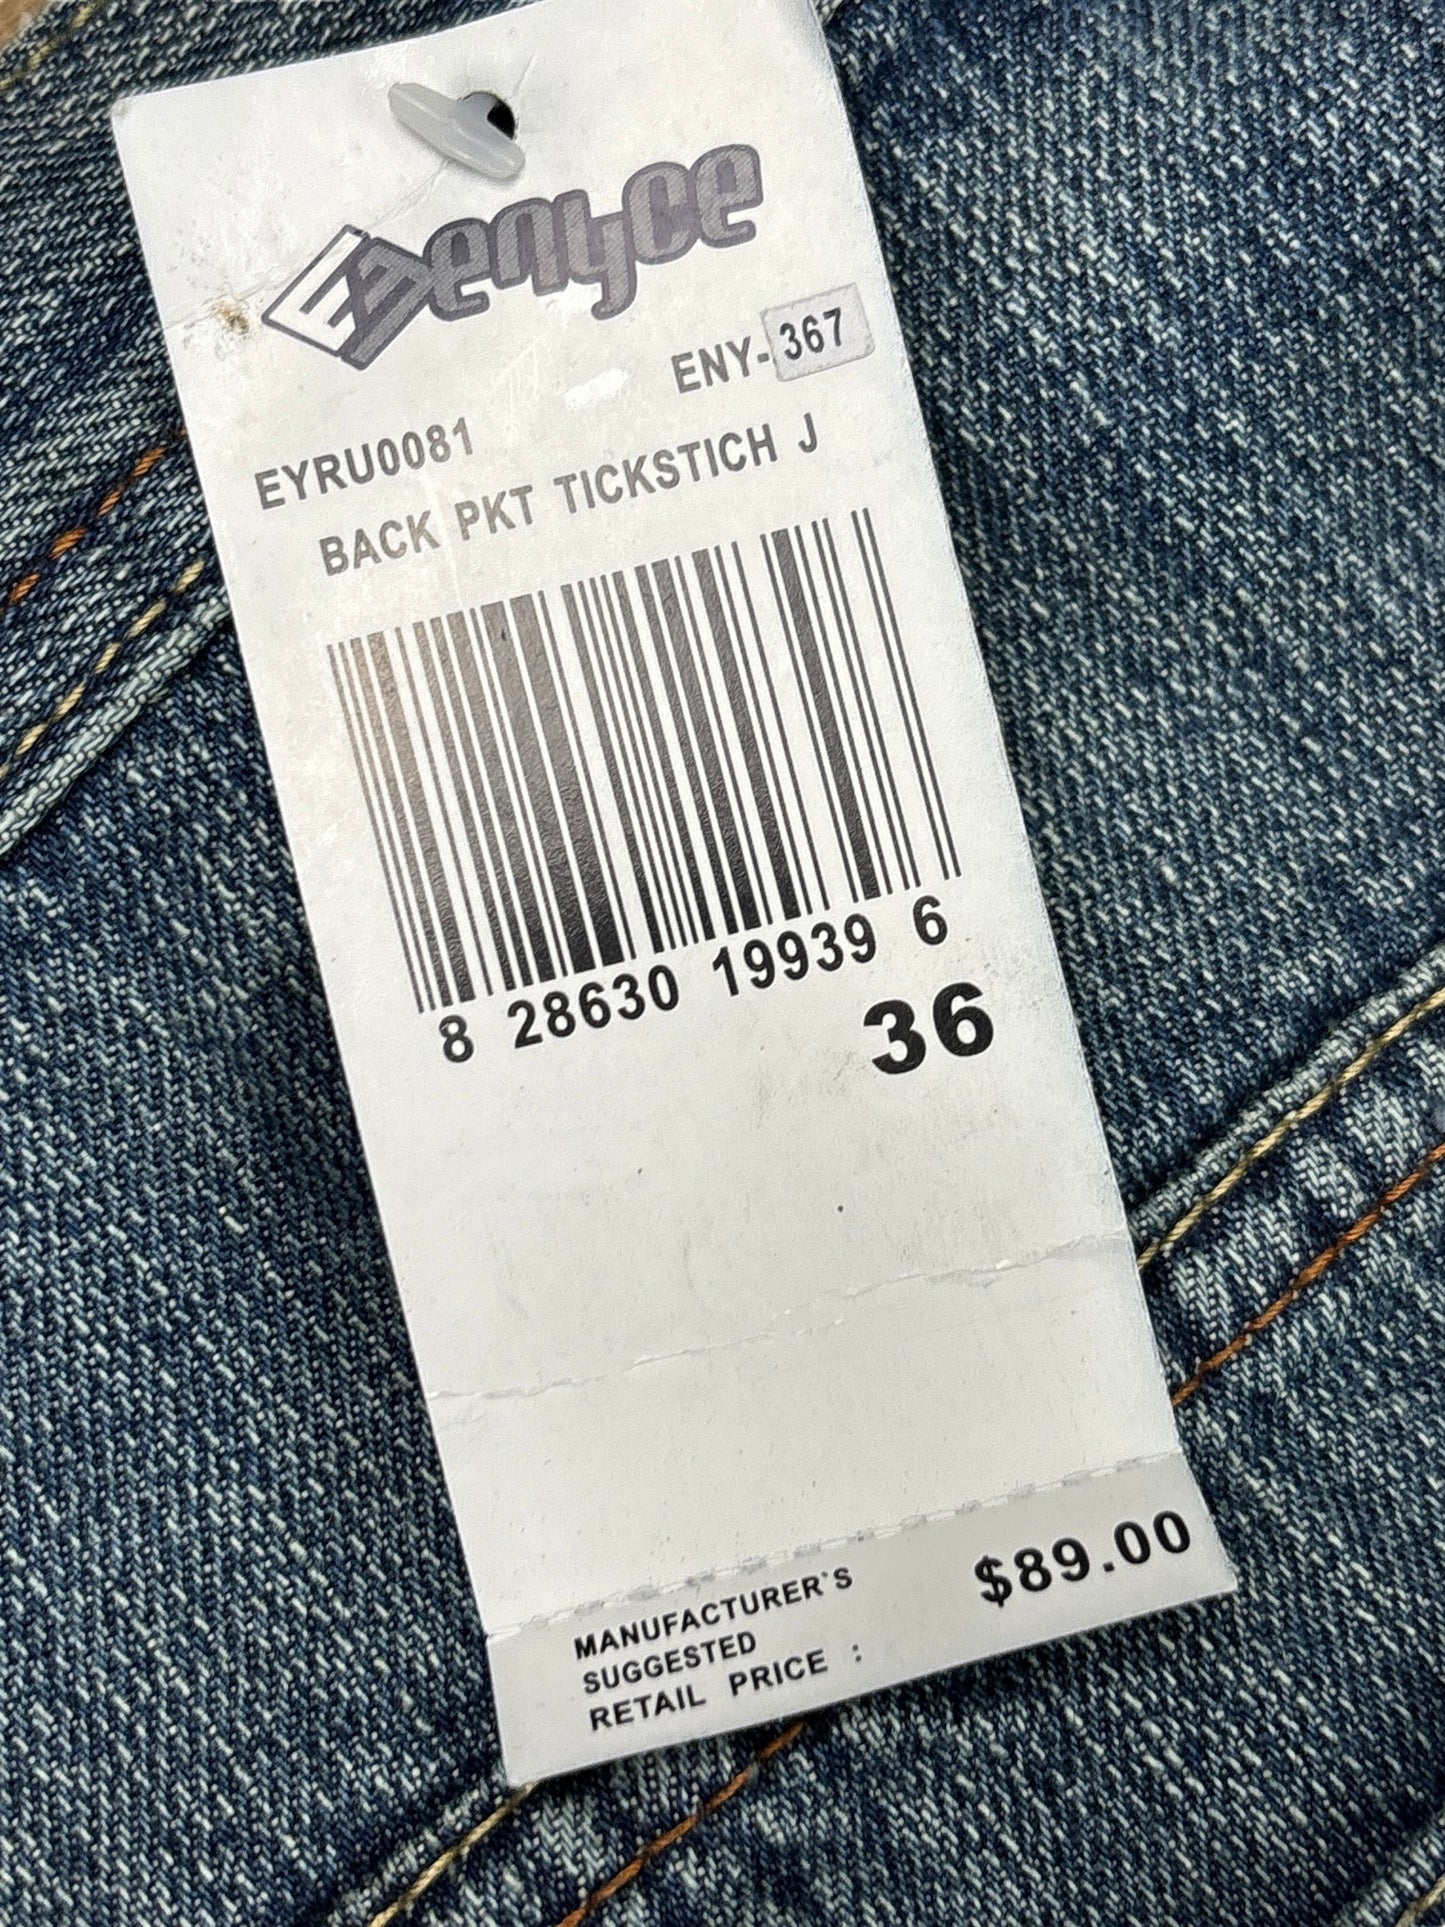 enyce
ENY-367
EYRU0081
BACK PKT TICKSTICH J
8 28630 19939 6
36
MANUFACTURER'S
SUGGESTED
RETAIL PRICE :
$89.00